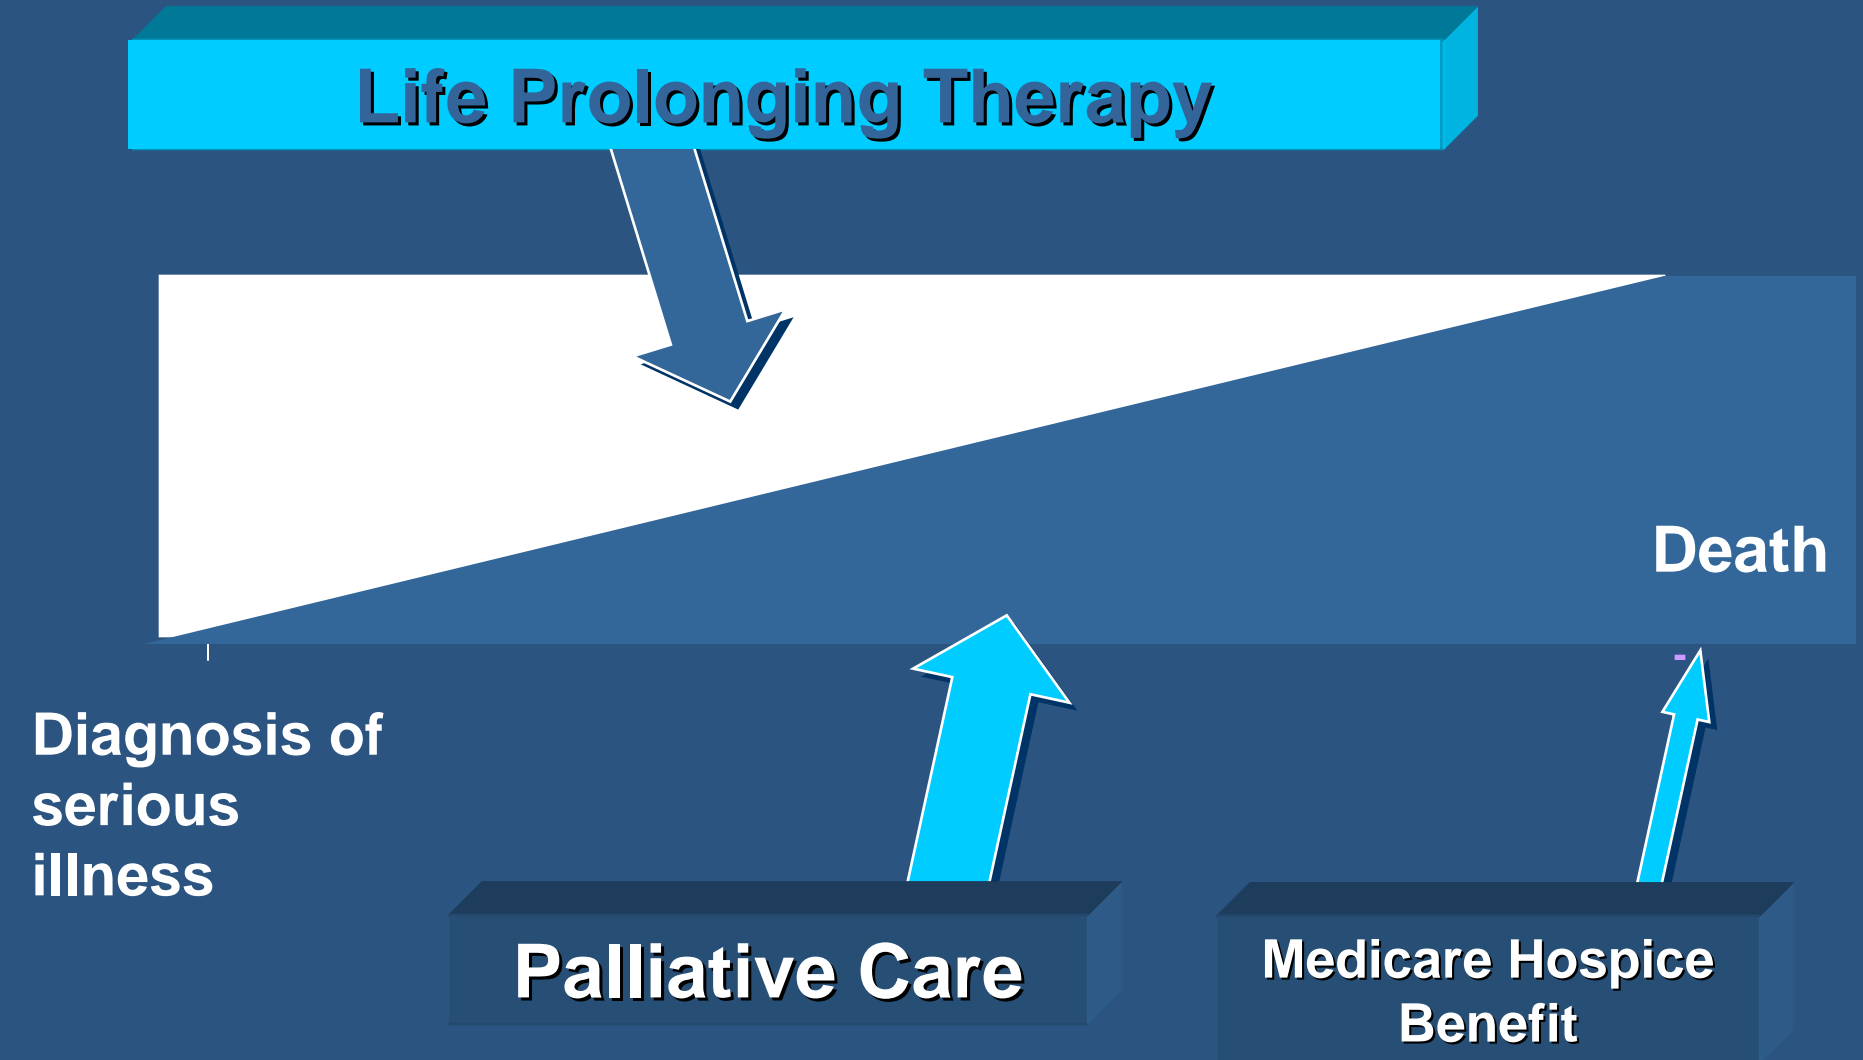 Life Prolonging Therapy
Death
-
Diagnosis of
serious
illness
Palliative Care
Medicare Hospice
Benefit